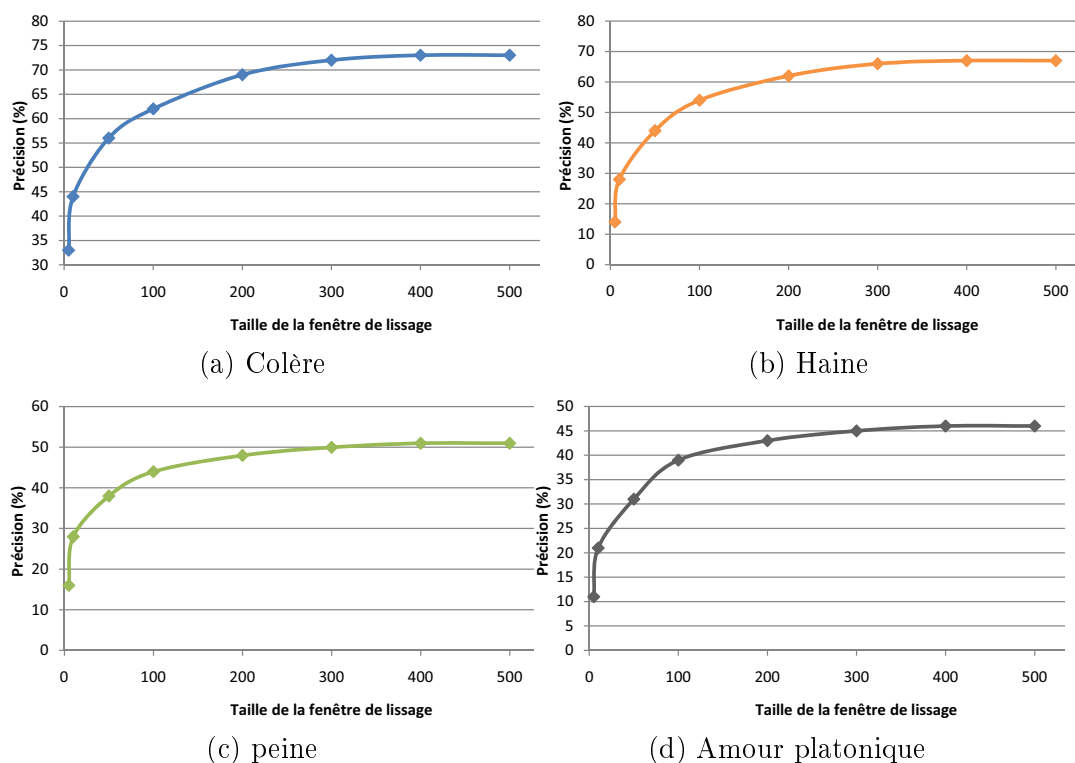 80
75
70
65
60
55
50
45
40
35
30
Précision (%)
0 100 200 300 400 500
Taille de la fenêtre de lissage
(a) Colère
80
70
60
50
40
30
20
10
0
Précision (%)
0 100 200 300 400 500
Taille de la fenêtre de lissage
(b) Haine
60
50
40
30
20
10
0
Précision (%)
0 100 200 300 400 500
Taille de la fenêtre de lissage
(c) peine
50
45
40
35
30
25
20
15
10
5
0
Précision (%)
0 100 200 300 400 500
Taille de la fenêtre de lissage
(d) Amour platonique